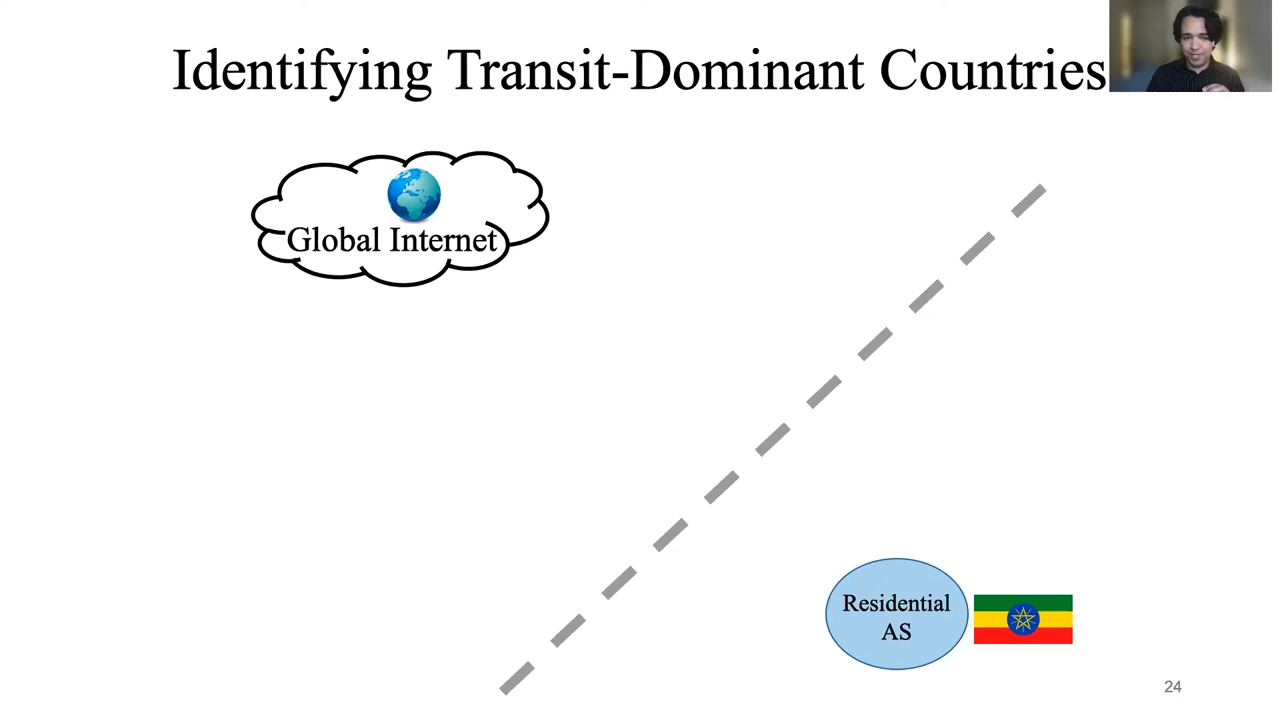 Identifying Transit-Dominant Countries
Global Internet
Residential
AS
24